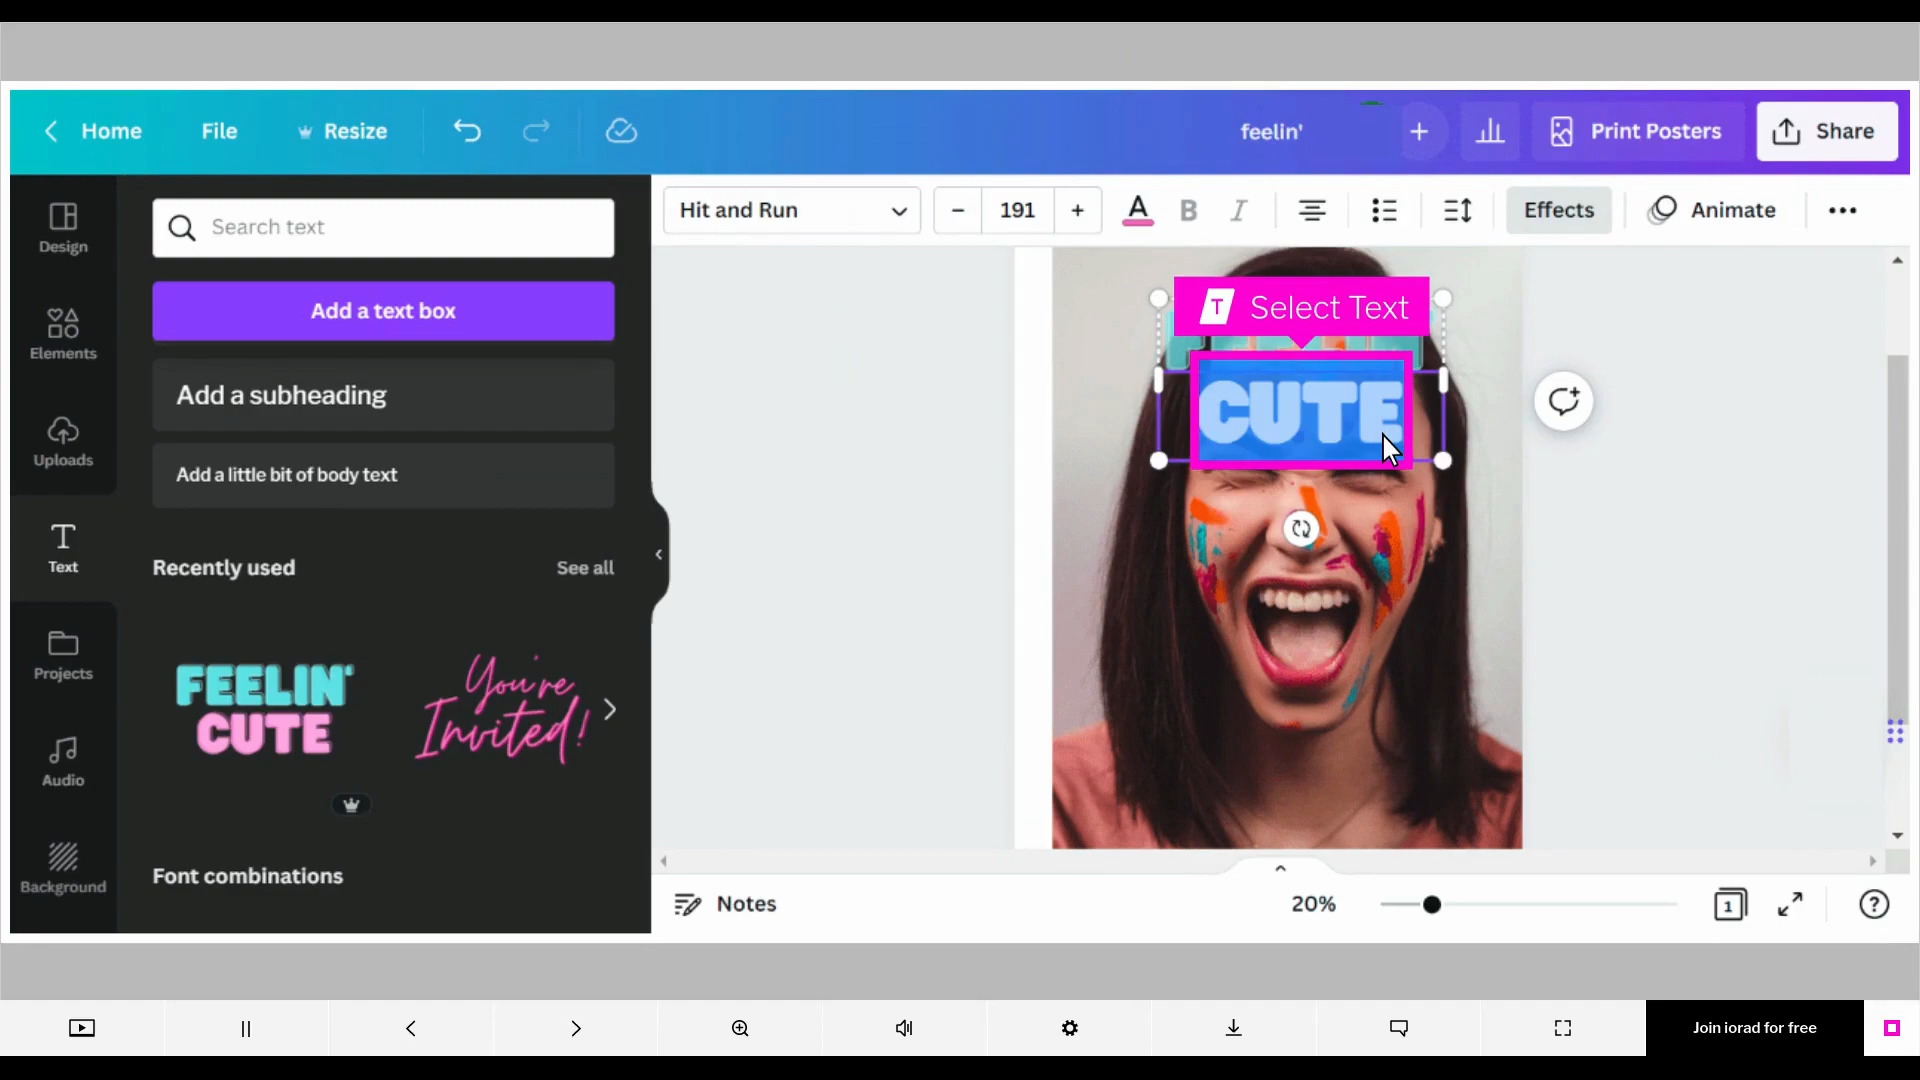 Home
File
Resize
feelin'
Print Posters
Share
Search text
Hit and Run
191
A
B
I
Effects
Animate
Design
Add a text box
T Select Text
Elements
Add a subheading
CUTE
Uploads
Add a little bit of body text
T
Text
Recently used
See all
Projects
FEELIN'
CUTE
You're
Invited!
Audio
Background
Font combinations
Notes
20%
1
?
Join iorad for free